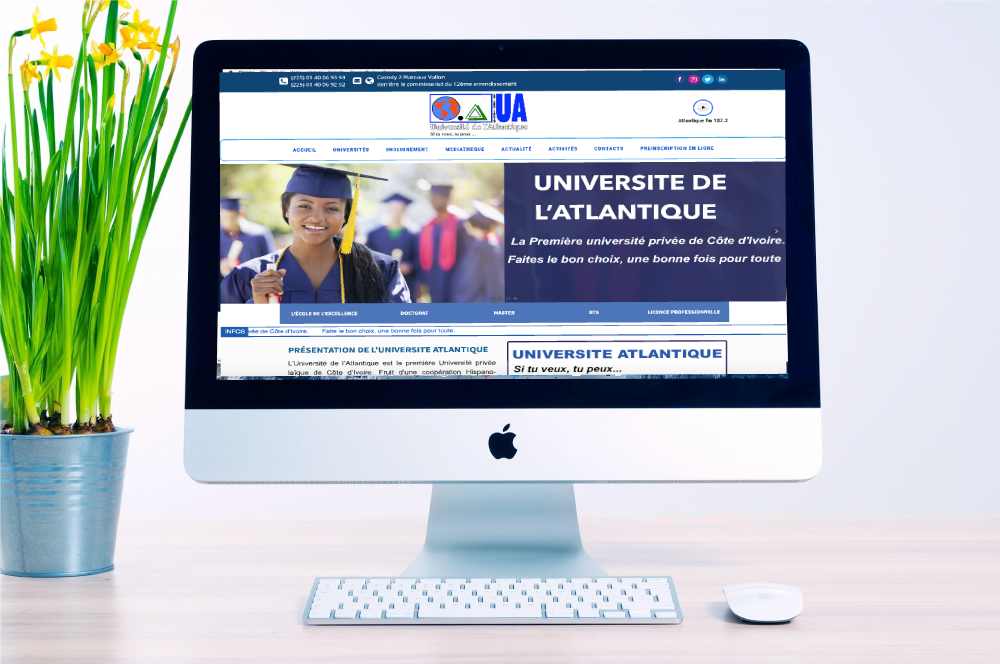 (225) 01 40 06 93 93
(225) 01 40 06 92 92
Cocody 2 Plateaux Vallon
derrière le commissariat du 12ème arrondissement
UA
Université de l'Atlantique
Si tu veux, tu peux...
Atlantique fm 107.2
ACCUEIL UNIVERSITÉS ENSEIGNEMENT MEDIATHEQUE ACTUALITÉ ACTIVITÉS CONTACTS PREINSCRIPTION EN LIGNE
UNIVERSITE DE
L'ATLANTIQUE
La Première université privée de Côte d'Ivoire.
Faites le bon choix, une bonne fois pour toute
L'ÉCOLE DE L'EXCELLENCE DOCTORAT MASTER BTS LICENCE PROFESSIONNELLE
INFOS vée de Côte d'Ivoire. Faite le bon choix, une bonne fois pour toute.
PRÉSENTATION DE L'UNIVERSITE ATLANTIQUE
L'Université de l'Atlantique est la première Université privée
laïque de Côte d'Ivoire. Fruit d'une coopération Hispano-
UNIVERSITE ATLANTIQUE
Si tu veux, tu peux...